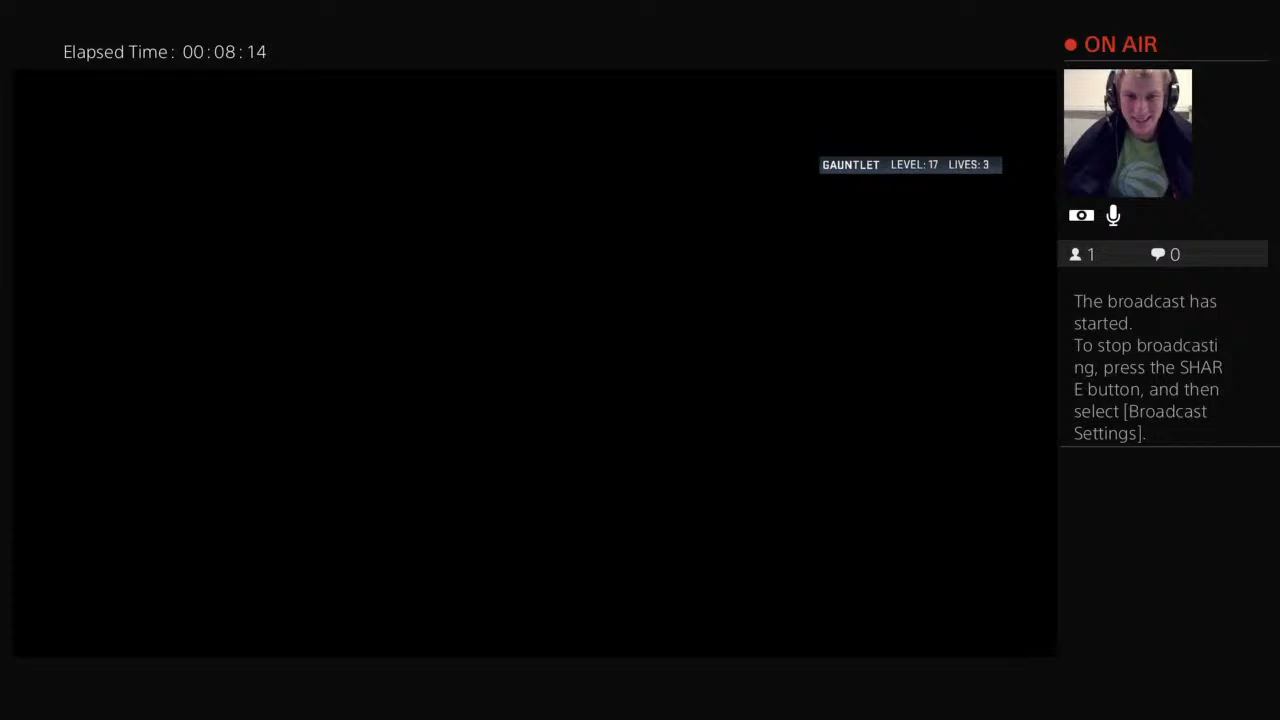 Elapsed Time: 00:08:14
ON AIR
GAUNTLET LEVEL: 17 LIVES: 3
1 0
The broadcast has
started.
To stop broadcasti
ng, press the SHAR
E button, and then
select [Broadcast
Settings].